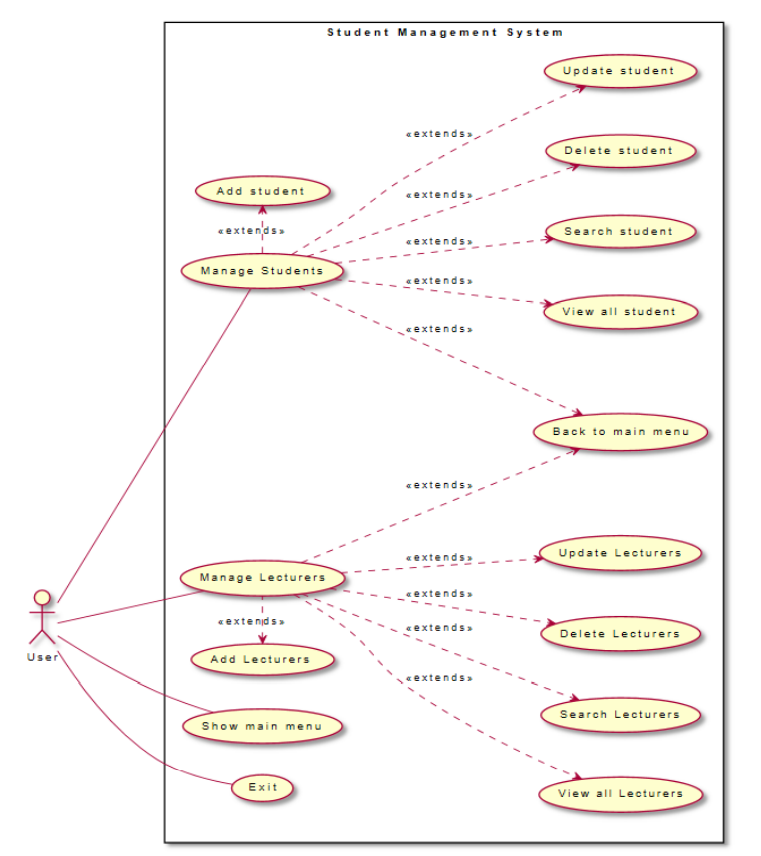 Student Management System
Update student
«extends»
Delete student
Add student
«extends»
«extends»
Search student
«extends»
Manage Students
«extends»
View all student
«extends»
Back to main menu
«extends»
Update Lecturers
«extends»
Manage Lecturers
«extends»
«extends»
Delete Lecturers
User
Add Lecturers
«extends»
Search Lecturers
Show main menu
Exit
View all Lecturers